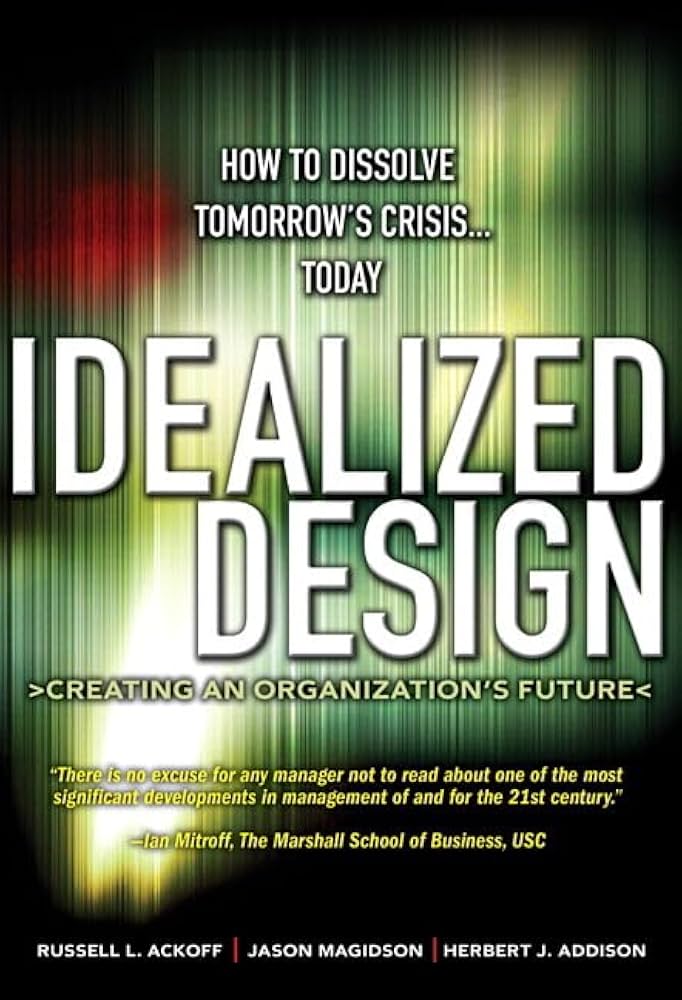 HOW TO DISSOLVE
TOMORROW'S CRISIS...
TODAY
IDEALIZED
DESIGN
>CREATING AN ORGANIZATION'S FUTURE<
"There is no excuse for any manager not to read about one of the most
significant developments in management of and for the 21st century."
—Ian Mitroff, The Marshall School of Business, USC
RUSSELL L. ACKOFF | JASON MAGIDSON | HERBERT J. ADDISON